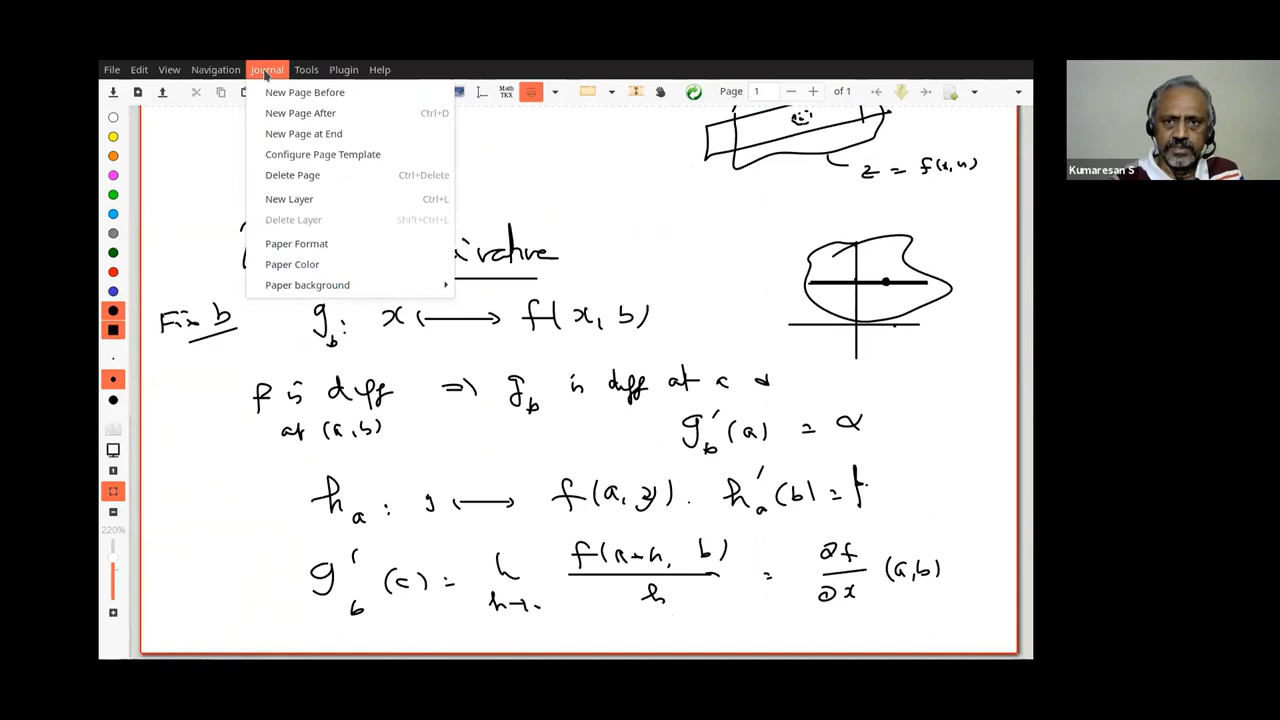 File Edit View Navigation Journal Tools Plugin Help
Math TEX Page 1 of 1
New Page Before
New Page After Ctrl+D
New Page at End
Configure Page Template
Delete Page Ctrl+Delete
New Layer Ctrl+L
Delete Layer Shift+Ctrl+L
Paper Format
Paper Color
Paper background
Kumaresan S
z = f(x,y)
Fix b g_b : x ⟼ f(x, b)
f is diff ⇒ g_b is diff at a &
at (a,b) g_b'(a) = α
h_a : y ⟼ f(a, y). h_a'(b) =
g_b'(a) = f(a+h, b) / h = ∂f/∂x (a,b)
220%